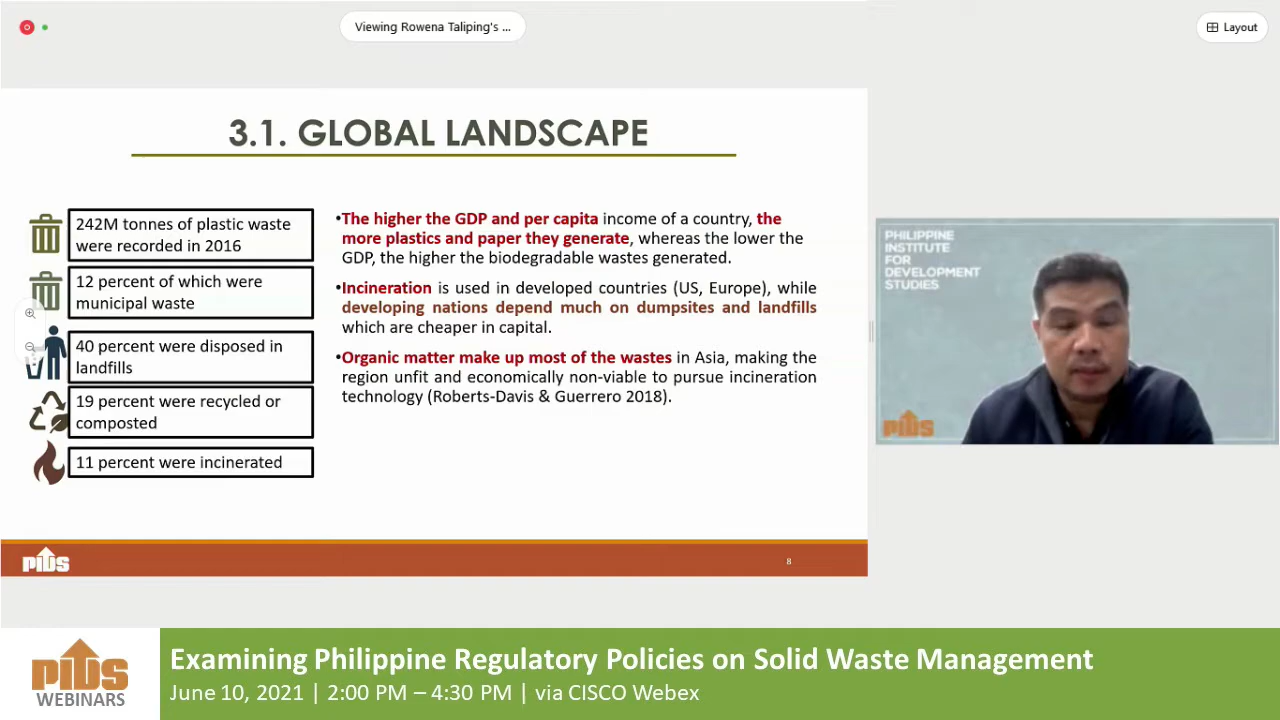 Viewing Rowena Taliping's ...
Layout
3.1. GLOBAL LANDSCAPE
242M tonnes of plastic waste
were recorded in 2016
12 percent of which were
municipal waste
40 percent were disposed in
landfills
19 percent were recycled or
composted
11 percent were incinerated
•The higher the GDP and per capita income of a country, the
more plastics and paper they generate, whereas the lower the
GDP, the higher the biodegradable wastes generated.
•Incineration is used in developed countries (US, Europe), while
developing nations depend much on dumpsites and landfills
which are cheaper in capital.
•Organic matter make up most of the wastes in Asia, making the
region unfit and economically non-viable to pursue incineration
technology (Roberts-Davis & Guerrero 2018).
PHILIPPINE
INSTITUTE
FOR
DEVELOPMENT
STUDIES
PIDS
PIDS
8
PIDS
WEBINARS
Examining Philippine Regulatory Policies on Solid Waste Management
June 10, 2021 | 2:00 PM – 4:30 PM | via CISCO Webex